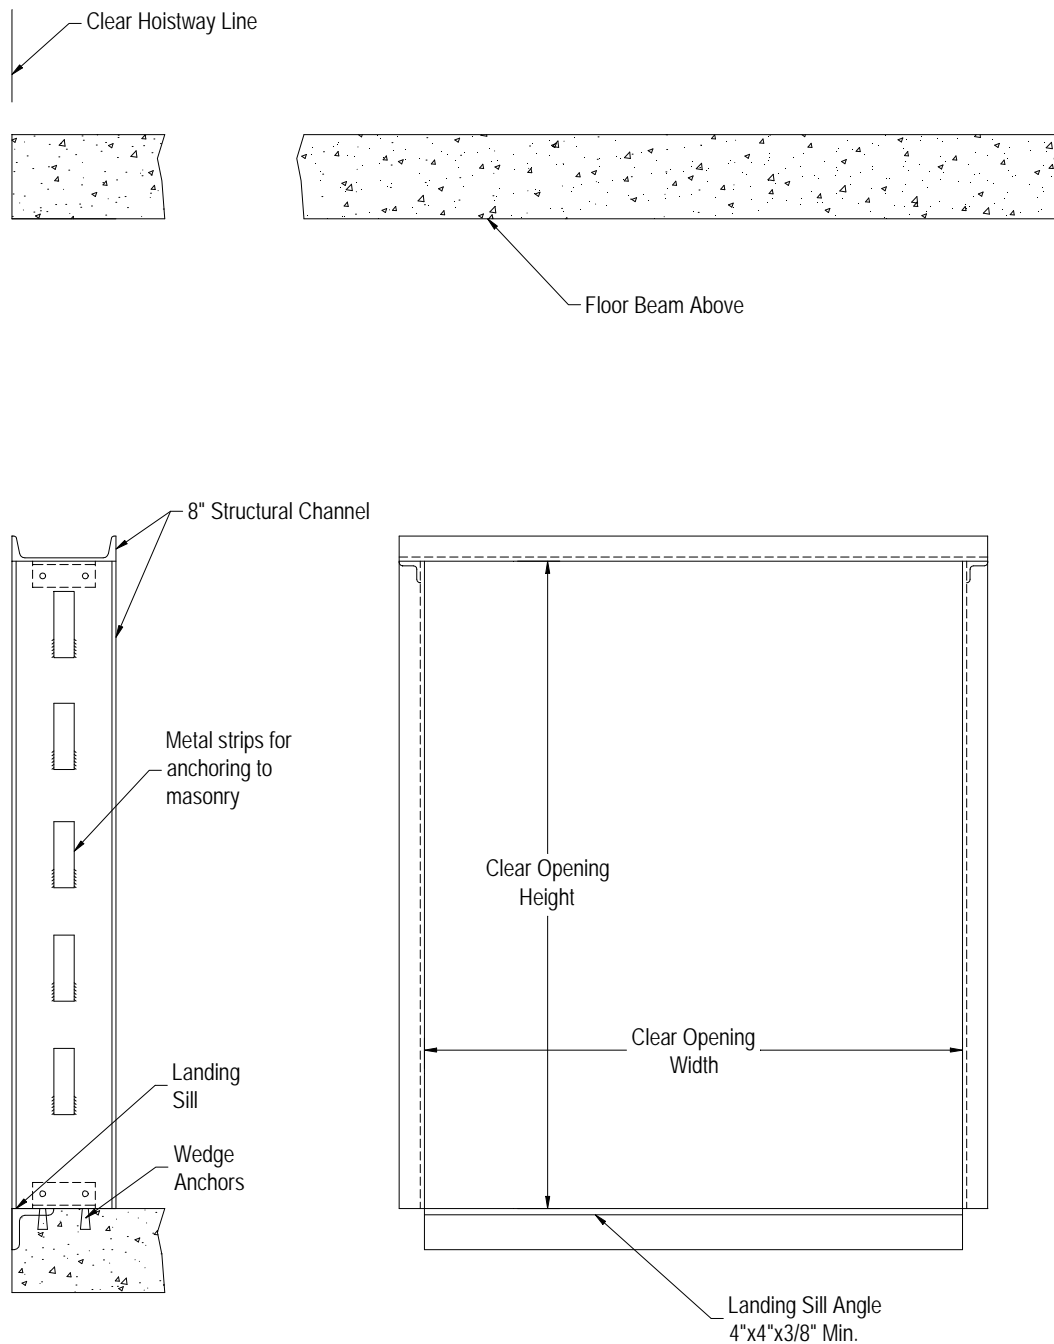 Clear Hoistway Line
Floor Beam Above
8" Structural Channel
Metal strips for
anchoring to
masonry
Clear Opening
Height
Clear Opening
Width
Landing
Sill
Wedge
Anchors
Landing Sill Angle
4"x4"x3/8" Min.